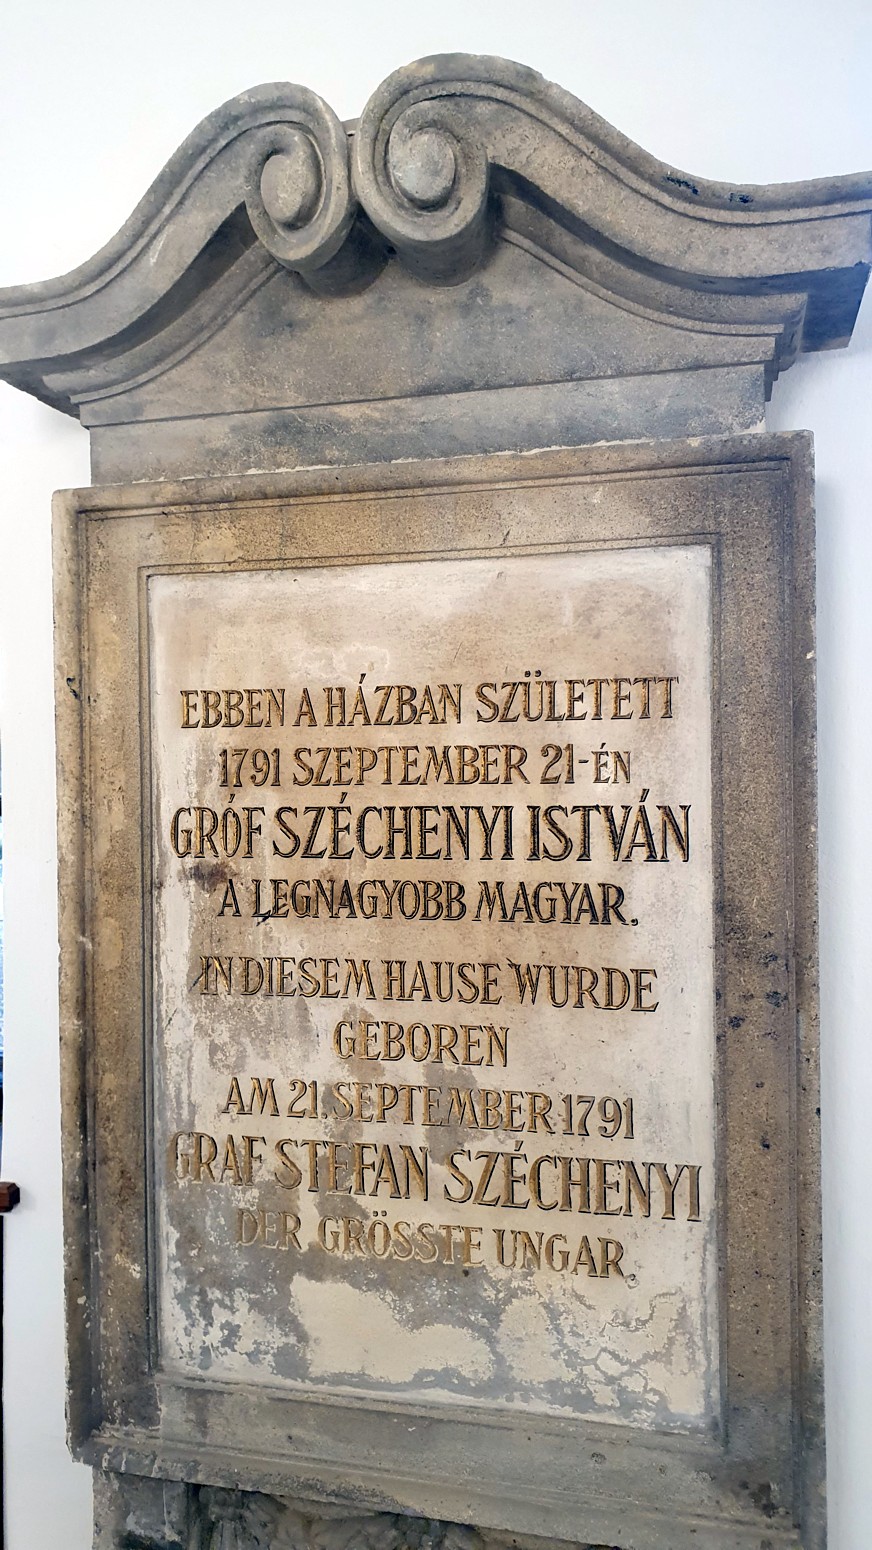 EBBEN A HÁZBAN SZÜLETETT
1791 SZEPTEMBER 21-ÉN
GRÓF SZÉCHENYI ISTVÁN
A LEGNAGYOBB MAGYAR.
IN DIESEM HAUSE WURDE
GEBOREN
AM 21. SEPTEMBER 1791
GRAF STEFAN SZÉCHENYI
DER GRÖSSTE UNGAR.